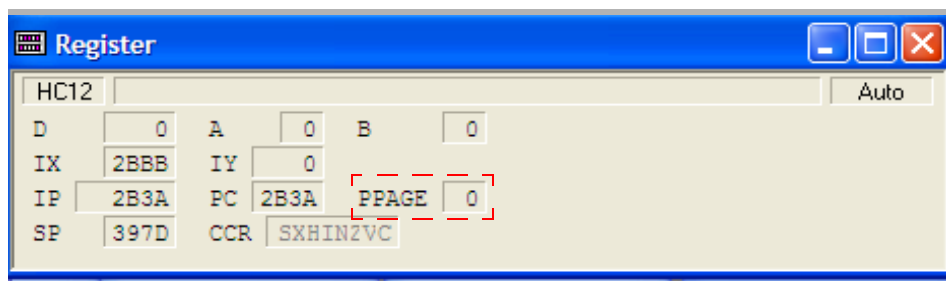 Register
HC12 Auto
D 0 A 0 B 0
IX 2BBB IY 0
IP 2B3A PC 2B3A PPAGE 0
SP 397D CCR SXHINZVC